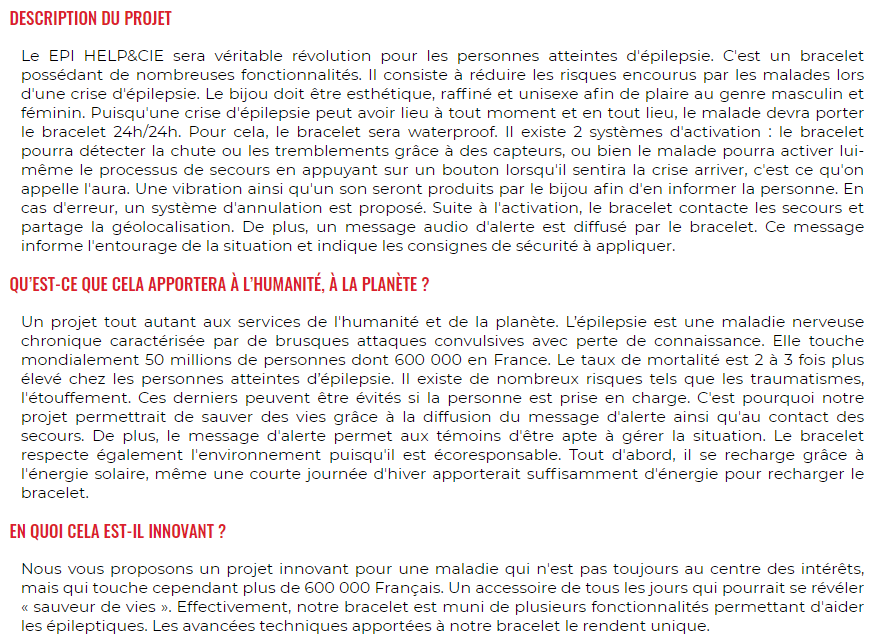 DESCRIPTION DU PROJET
Le EPI HELP&CIE sera véritable révolution pour les personnes atteintes d'épilepsie. C'est un bracelet
possédant de nombreuses fonctionnalités. Il consiste à réduire les risques encourus par les malades lors
d'une crise d'épilepsie. Le bijou doit être esthétique, raffiné et unisexe afin de plaire au genre masculin et
féminin. Puisqu'une crise d'épilepsie peut avoir lieu à tout moment et en tout lieu, le malade devra porter
le bracelet 24h/24h. Pour cela, le bracelet sera waterproof. Il existe 2 systèmes d'activation : le bracelet
pourra détecter la chute ou les tremblements grâce à des capteurs, ou bien le malade pourra activer lui-
même le processus de secours en appuyant sur un bouton lorsqu'il sentira la crise arriver, c'est ce qu'on
appelle l'aura. Une vibration ainsi qu'un son seront produits par le bijou afin d'en informer la personne. En
cas d'erreur, un système d'annulation est proposé. Suite à l'activation, le bracelet contacte les secours et
partage la géolocalisation. De plus, un message audio d'alerte est diffusé par le bracelet. Ce message
informe l'entourage de la situation et indique les consignes de sécurité à appliquer.
QU'EST-CE QUE CELA APPORTERA À L'HUMANITÉ, À LA PLANÈTE ?
Un projet tout autant aux services de l'humanité et de la planète. L'épilepsie est une maladie nerveuse
chronique caractérisée par de brusques attaques convulsives avec perte de connaissance. Elle touche
mondialement 50 millions de personnes dont 600 000 en France. Le taux de mortalité est 2 à 3 fois plus
élevé chez les personnes atteintes d'épilepsie. Il existe de nombreux risques tels que les traumatismes,
l'étouffement. Ces derniers peuvent être évités si la personne est prise en charge. C'est pourquoi notre
projet permettrait de sauver des vies grâce à la diffusion du message d'alerte ainsi qu'au contact des
secours. De plus, le message d'alerte permet aux témoins d'être apte à gérer la situation. Le bracelet
respecte également l'environnement puisqu'il est écoresponsable. Tout d'abord, il se recharge grâce à
l'énergie solaire, même une courte journée d'hiver apporterait suffisamment d'énergie pour recharger le
bracelet.
EN QUOI CELA EST-IL INNOVANT ?
Nous vous proposons un projet innovant pour une maladie qui n'est pas toujours au centre des intérêts,
mais qui touche cependant plus de 600 000 Français. Un accessoire de tous les jours qui pourrait se révéler
« sauveur de vies ». Effectivement, notre bracelet est muni de plusieurs fonctionnalités permettant d'aider
les épileptiques. Les avancées techniques apportées à notre bracelet le rendent unique.